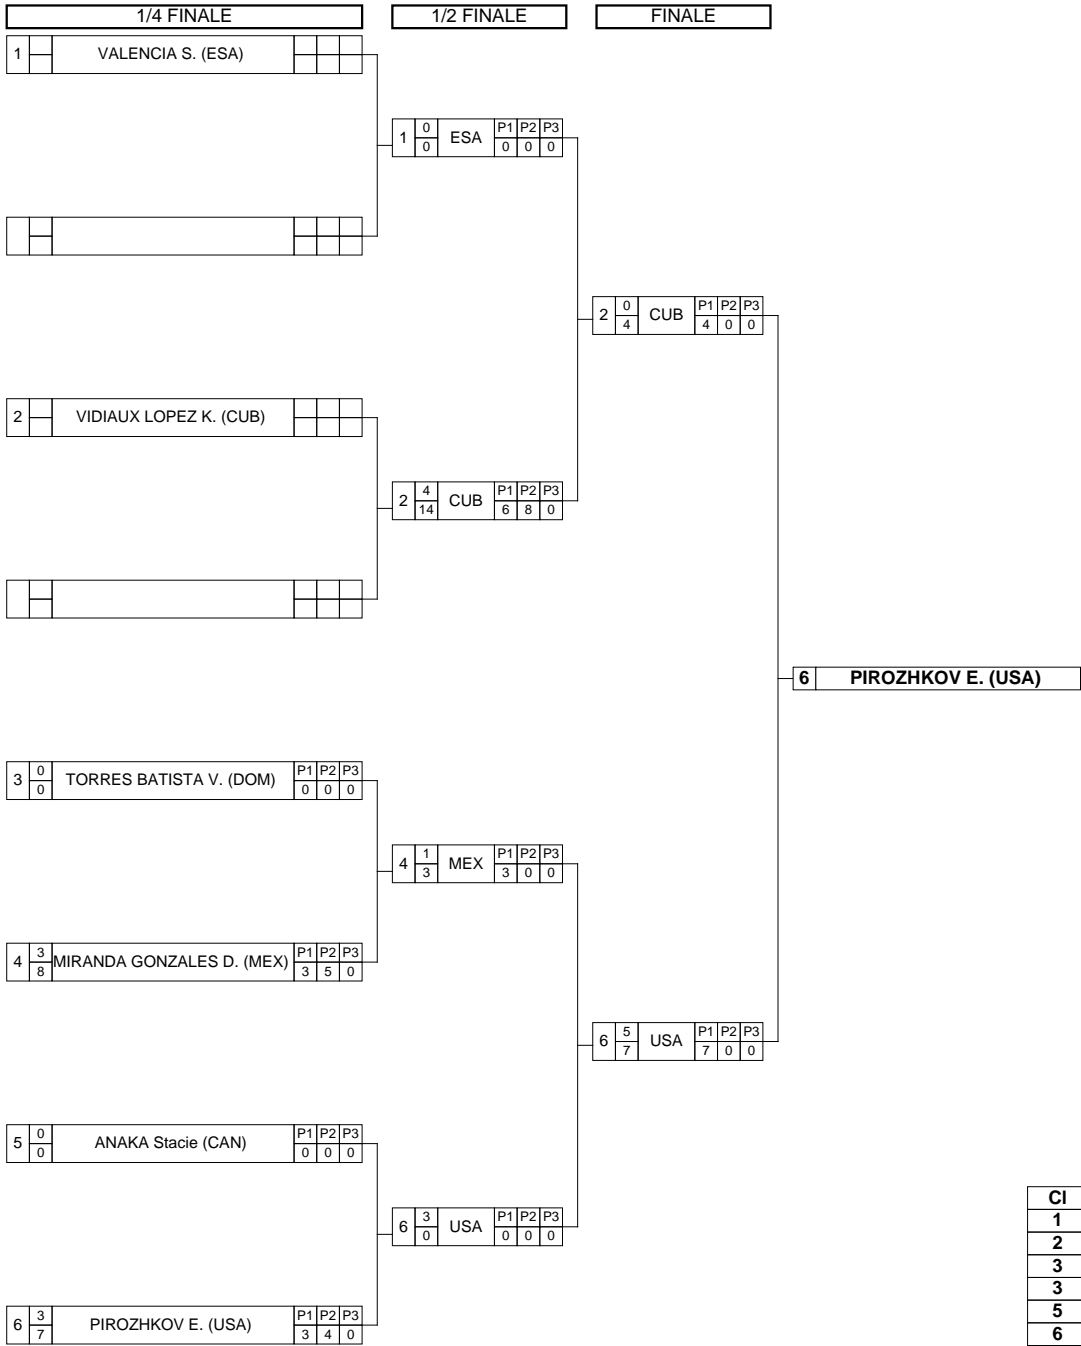 1/4 FINALE 1/2 FINALE FINALE
1 VALENCIA S. (ESA)
1 0 ESA P1 P2 P3
0 0 0 0
2 0 CUB P1 P2 P3
4 4 0 0
2 VIDIAUX LOPEZ K. (CUB)
2 4 CUB P1 P2 P3
14 6 8 0
6 PIROZHKOV E. (USA)
3 0 TORRES BATISTA V. (DOM) P1 P2 P3
0 0 0 0
4 1 MEX P1 P2 P3
3 3 0 0
4 3 MIRANDA GONZALES D. (MEX) P1 P2 P3
8 3 5 0
6 5 USA P1 P2 P3
7 7 0 0
5 0 ANAKA Stacie (CAN) P1 P2 P3
0 0 0 0
6 3 USA P1 P2 P3
0 0 0 0
6 3 PIROZHKOV E. (USA) P1 P2 P3
7 3 4 0
Cl
1
2
3
3
5
6